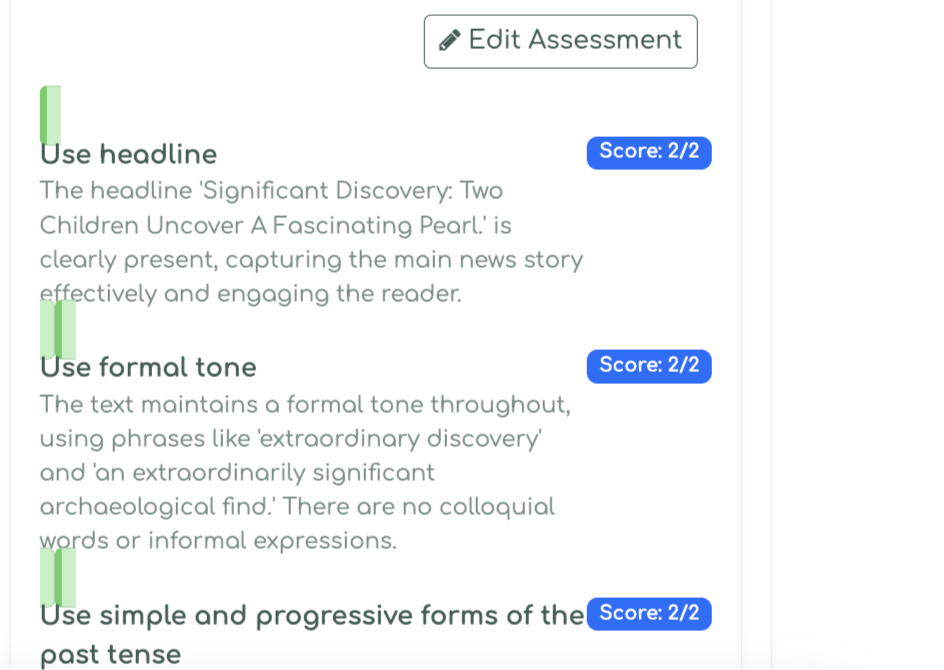 Edit Assessment
Use headline
Score: 2/2
The headline 'Significant Discovery: Two
Children Uncover A Fascinating Pearl.' is
clearly present, capturing the main news story
effectively and engaging the reader.
Use formal tone
Score: 2/2
The text maintains a formal tone throughout,
using phrases like 'extraordinary discovery'
and 'an extraordinarily significant
archaeological find.' There are no colloquial
words or informal expressions.
Use simple and progressive forms of the
Score: 2/2
past tense